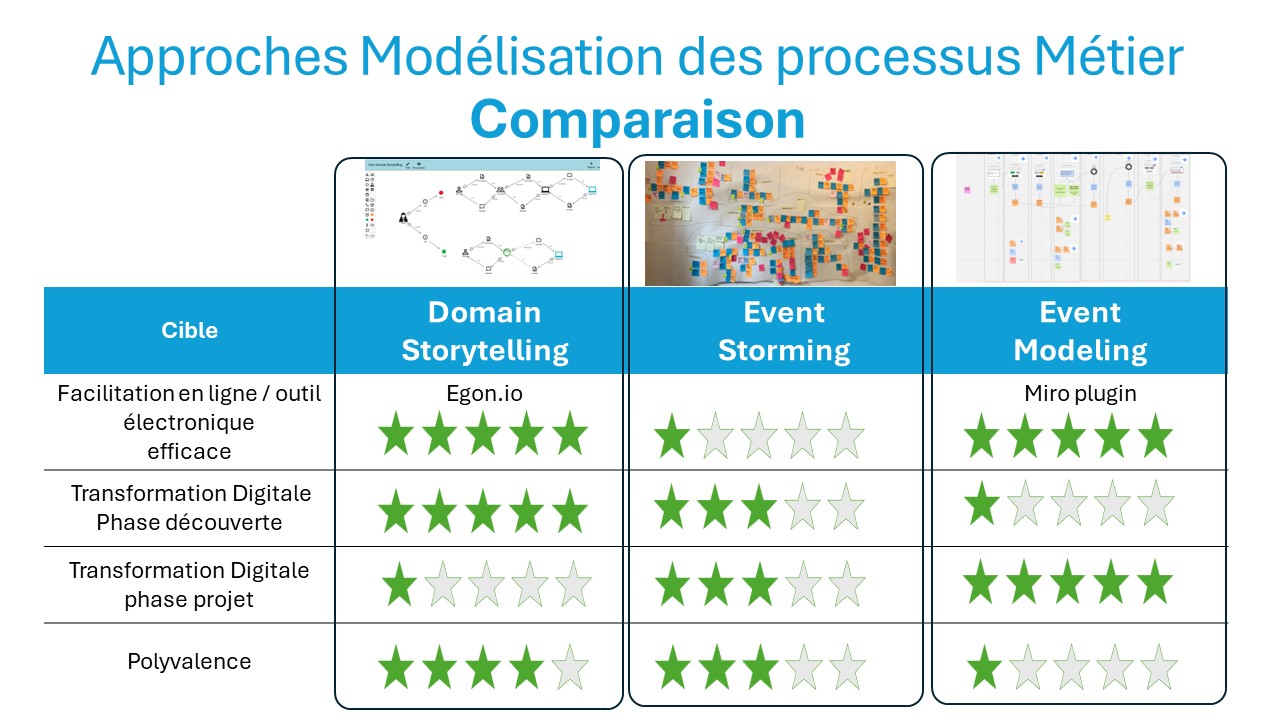 Approches Modélisation des processus Métier
Comparaison
Cible
Domain
Storytelling
Event
Storming
Event
Modeling
Facilitation en ligne / outil
électronique
efficace
Egon.io
Miro plugin
Transformation Digitale
Phase découverte
Transformation Digitale
phase projet
Polyvalence